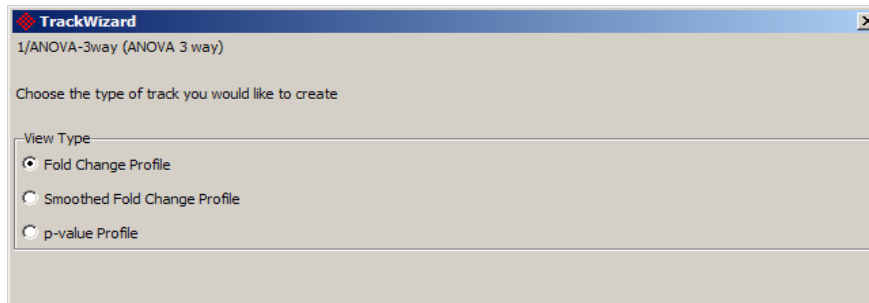 TrackWizard
1/ANOVA-3way (ANOVA 3 way)
Choose the type of track you would like to create
View Type
Fold Change Profile
Smoothed Fold Change Profile
p-value Profile